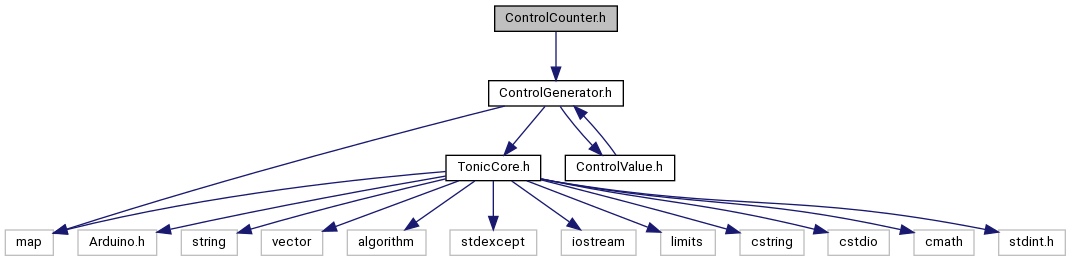 ControlCounter.h
ControlGenerator.h
TonicCore.h
ControlValue.h
map
Arduino.h
string
vector
algorithm
stdexcept
iostream
limits
cstring
cstdio
cmath
stdint.h